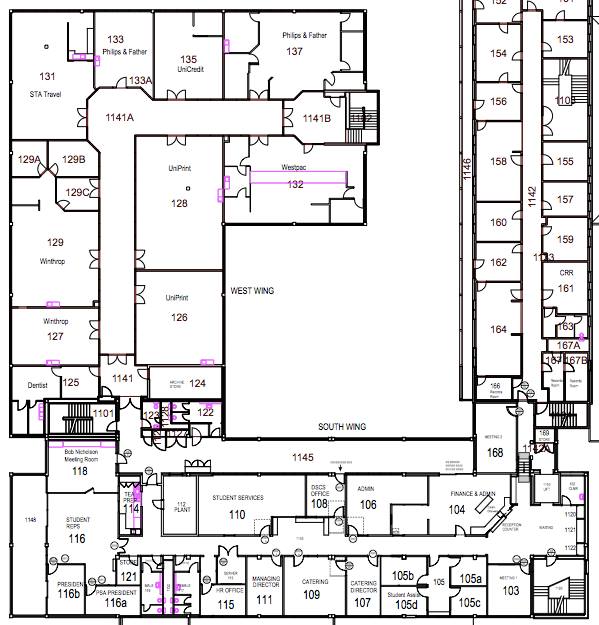 152
133
Philips & Father
135
UniCredit
Philips & Father
137
153
154
131
STA Travel
133A
156
1141A
1141B
1102
129A
129B
UniPrint
Westpac
158
155
129C
128
132
1146
1142
157
129
Winthrop
160
159
162
1143
CRR
161
WEST WING
UniPrint
126
Winthrop
127
164
163
167A
167
167B
Dentist
125
1141
124
166
1101
123
122
SOUTH WING
MEETING 2
168
169
Bob Nicholson
Meeting Room
118
1145
1148
TEA
PREP
114
112
PLANT
STUDENT SERVICES
110
DSCS
OFFICE
108
ADMIN
106
FINANCE & ADMIN
104
RECEPTION
COUNTER
WAITING
1120
1121
1122
STUDENT
REPS
116
STORE
121
PRESIDENT
116b
PSA PRESIDENT
116a
HR OFFICE
115
MANAGING
DIRECTOR
111
CATERING
109
CATERING
DIRECTOR
107
105b
Student Assist
105d
105
105a
105c
MEETING 1
103